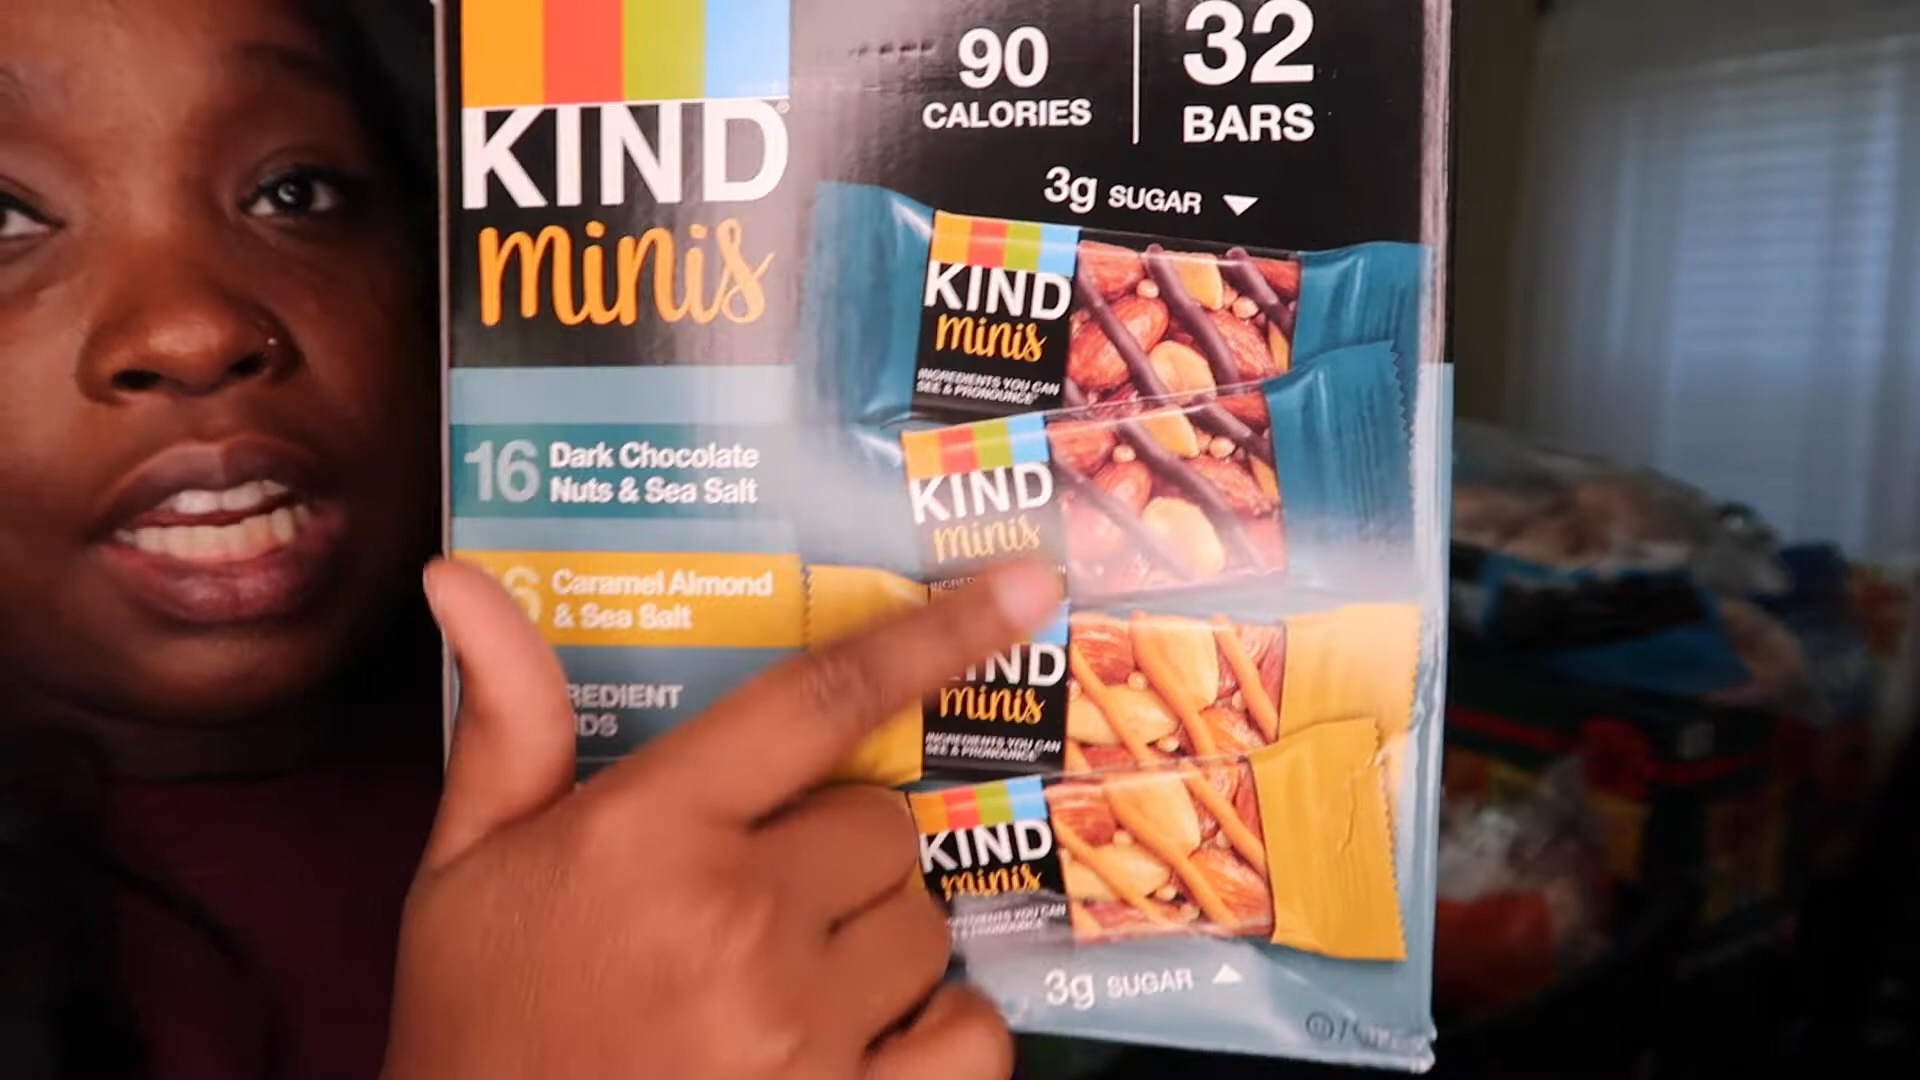 KIND®
minis
90
CALORIES
32
BARS
3g SUGAR
16 Dark Chocolate
Nuts & Sea Salt
Caramel Almond
& Sea Salt
KIND
minis
INGREDIENTS YOU CAN
SEE & PRONOUNCE
KIND
minis
KIND
minis
INGREDIENTS YOU CAN
SEE & PRONOUNCE
KIND
minis
3g SUGAR